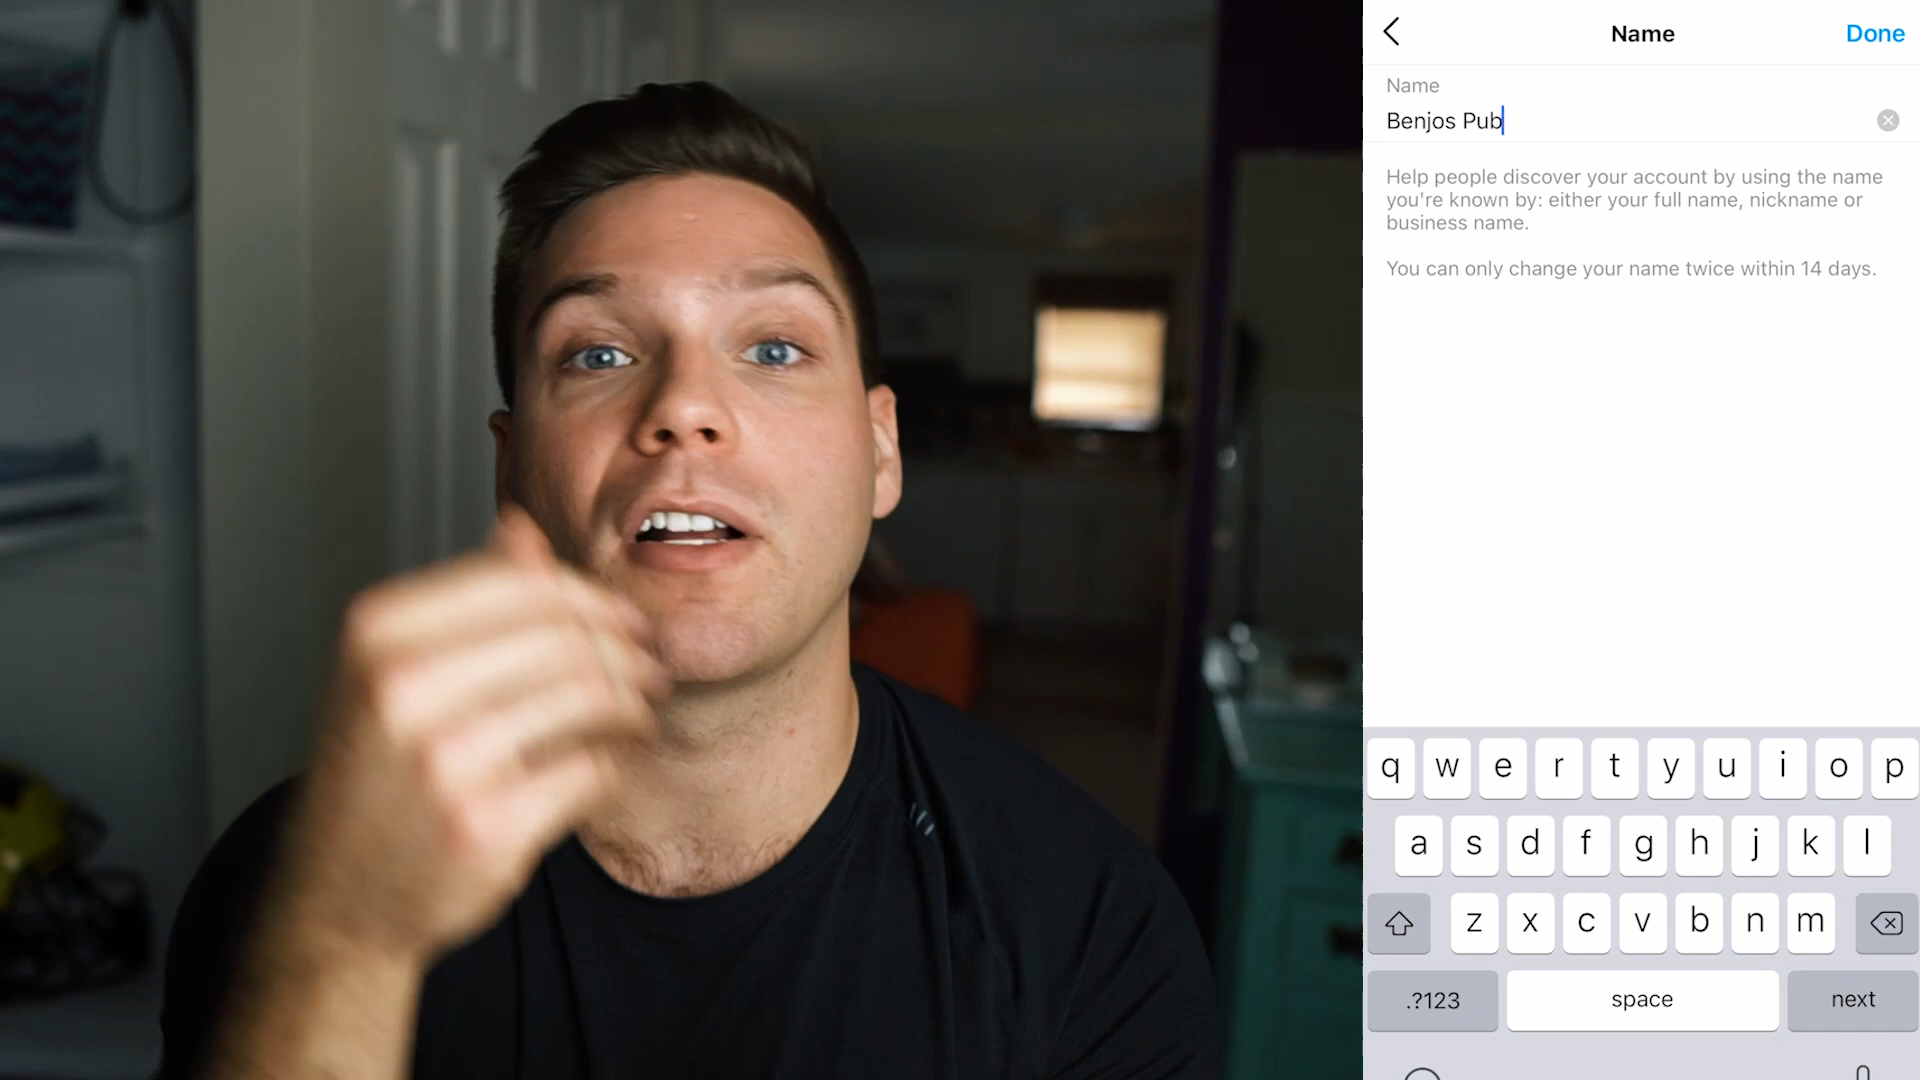 Name
Done
Name
Benjos Pub
Help people discover your account by using the name
you're known by: either your full name, nickname or
business name.
You can only change your name twice within 14 days.
q w e r t y u i o p
a s d f g h j k l
z x c v b n m
.?123
space
next